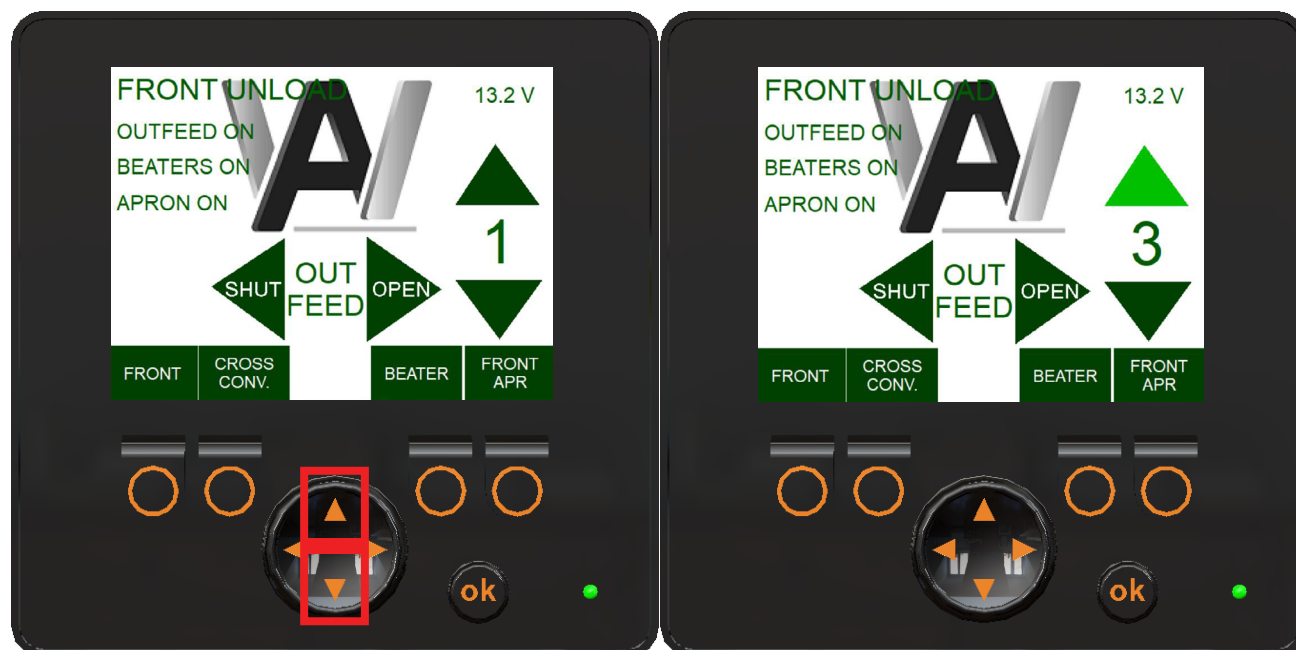 FRONT UNLOAD
13.2 V
OUTFEED ON
BEATERS ON
APRON ON
1
SHUT
OUT
FEED
OPEN
FRONT
CROSS
CONV.
BEATER
FRONT
APR
ok
FRONT UNLOAD
13.2 V
OUTFEED ON
BEATERS ON
APRON ON
3
SHUT
OUT
FEED
OPEN
FRONT
CROSS
CONV.
BEATER
FRONT
APR
ok